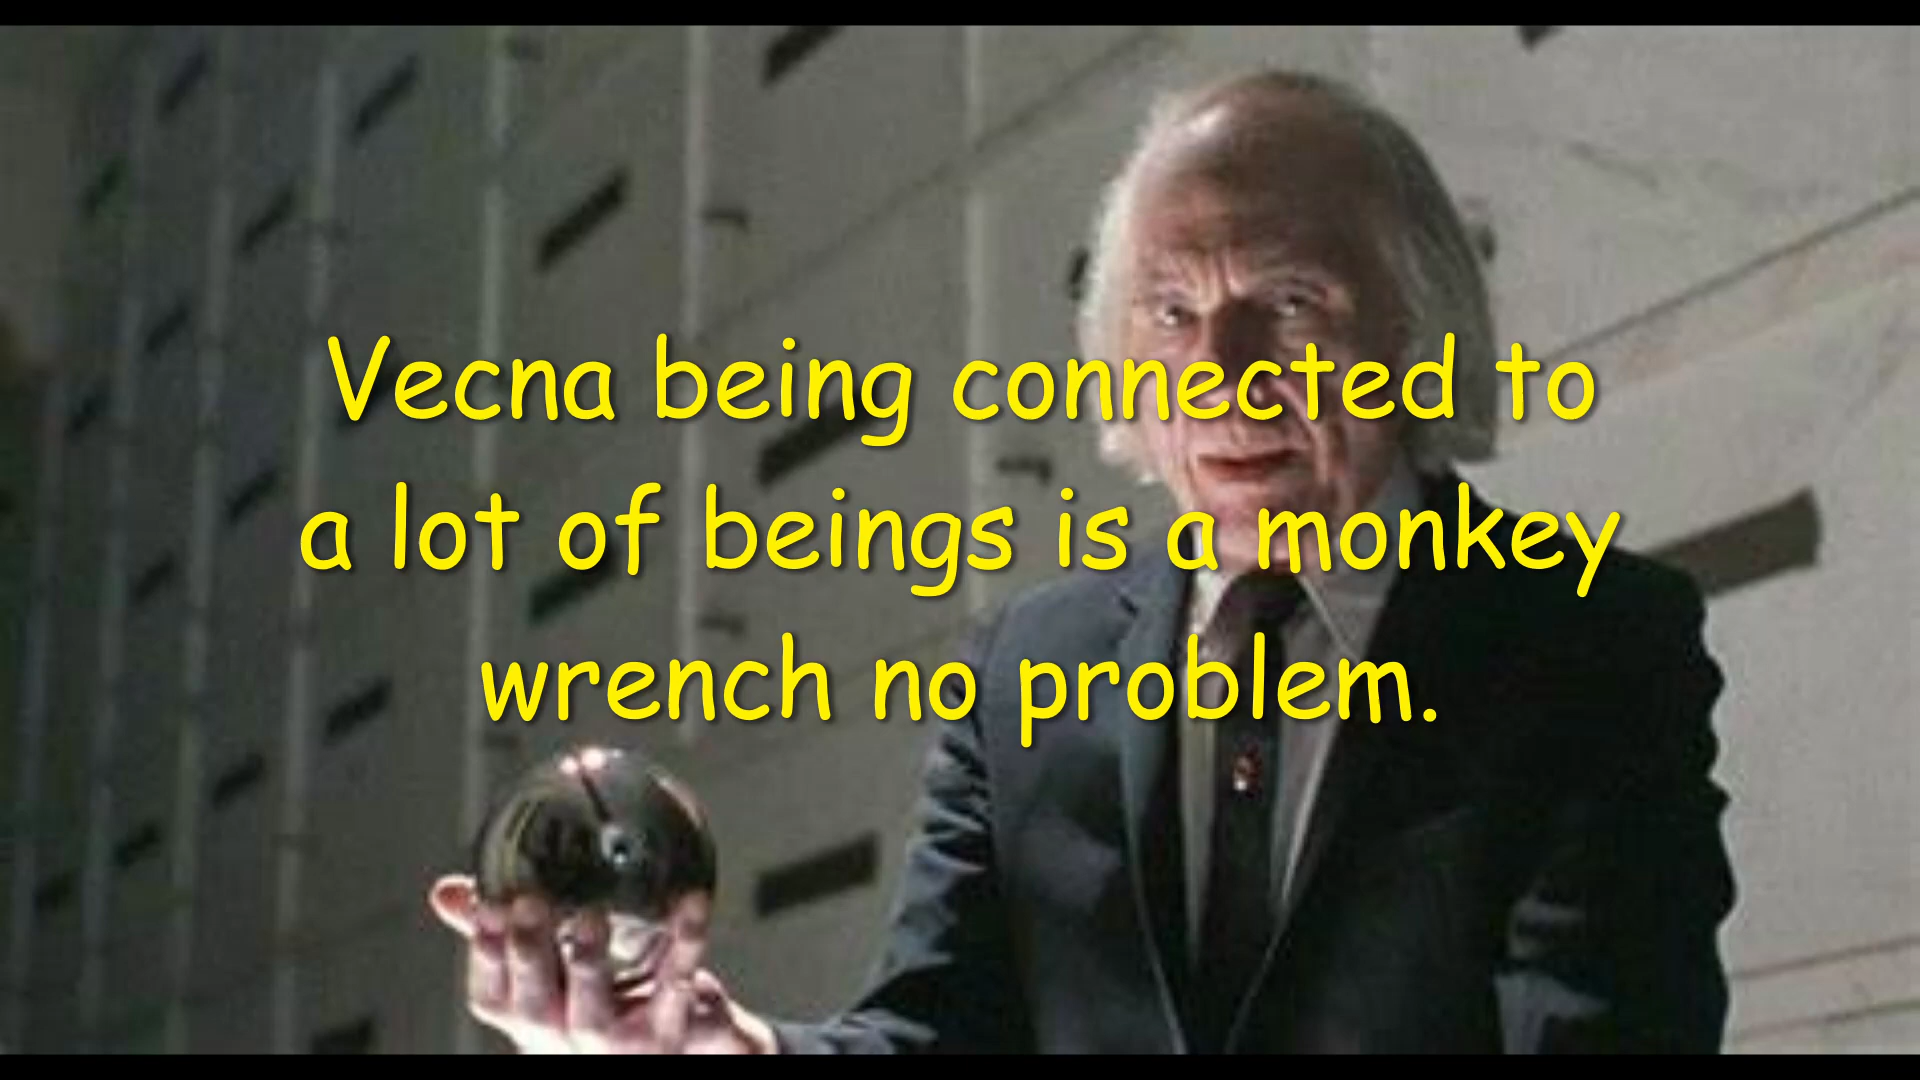 Vecna being connected to
a lot of beings is a monkey
wrench no problem.